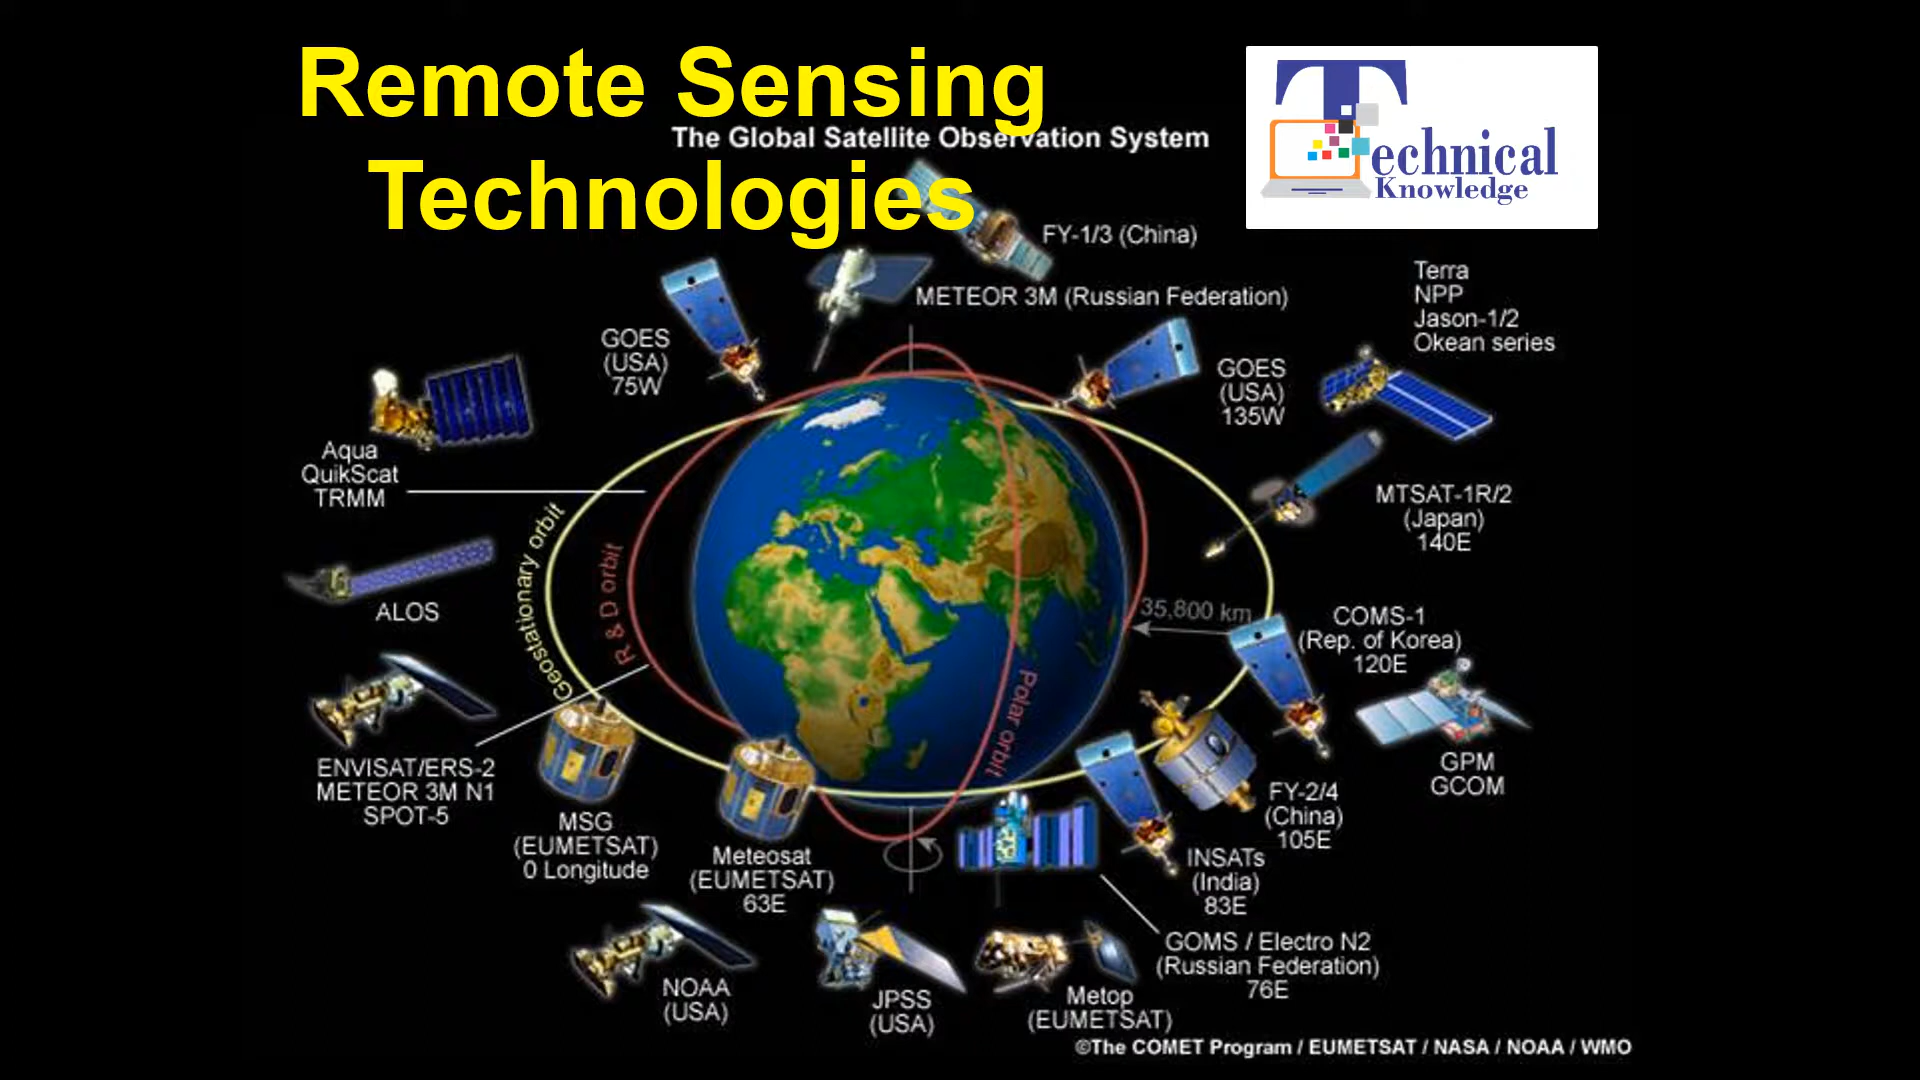 Remote Sensing
Technologies
The Global Satellite Observation System
Technical
Knowledge
FY-1/3 (China)
METEOR 3M (Russian Federation)
Terra
NPP
Jason-1/2
Okean series
GOES
(USA)
75W
GOES
(USA)
135W
Aqua
QuikScat
TRMM
MTSAT-1R/2
(Japan)
140E
Geostationary orbit
R & D orbit
ALOS
35,800 km
COMS-1
(Rep. of Korea)
120E
Polar orbit
GPM
GCOM
ENVISAT/ERS-2
METEOR 3M N1
SPOT-5
MSG
(EUMETSAT)
0 Longitude
Meteosat
(EUMETSAT)
63E
FY-2/4
(China)
105E
INSATs
(India)
83E
GOMS / Electro N2
(Russian Federation)
76E
NOAA
(USA)
JPSS
(USA)
Metop
(EUMETSAT)
©The COMET Program / EUMETSAT / NASA / NOAA / WMO